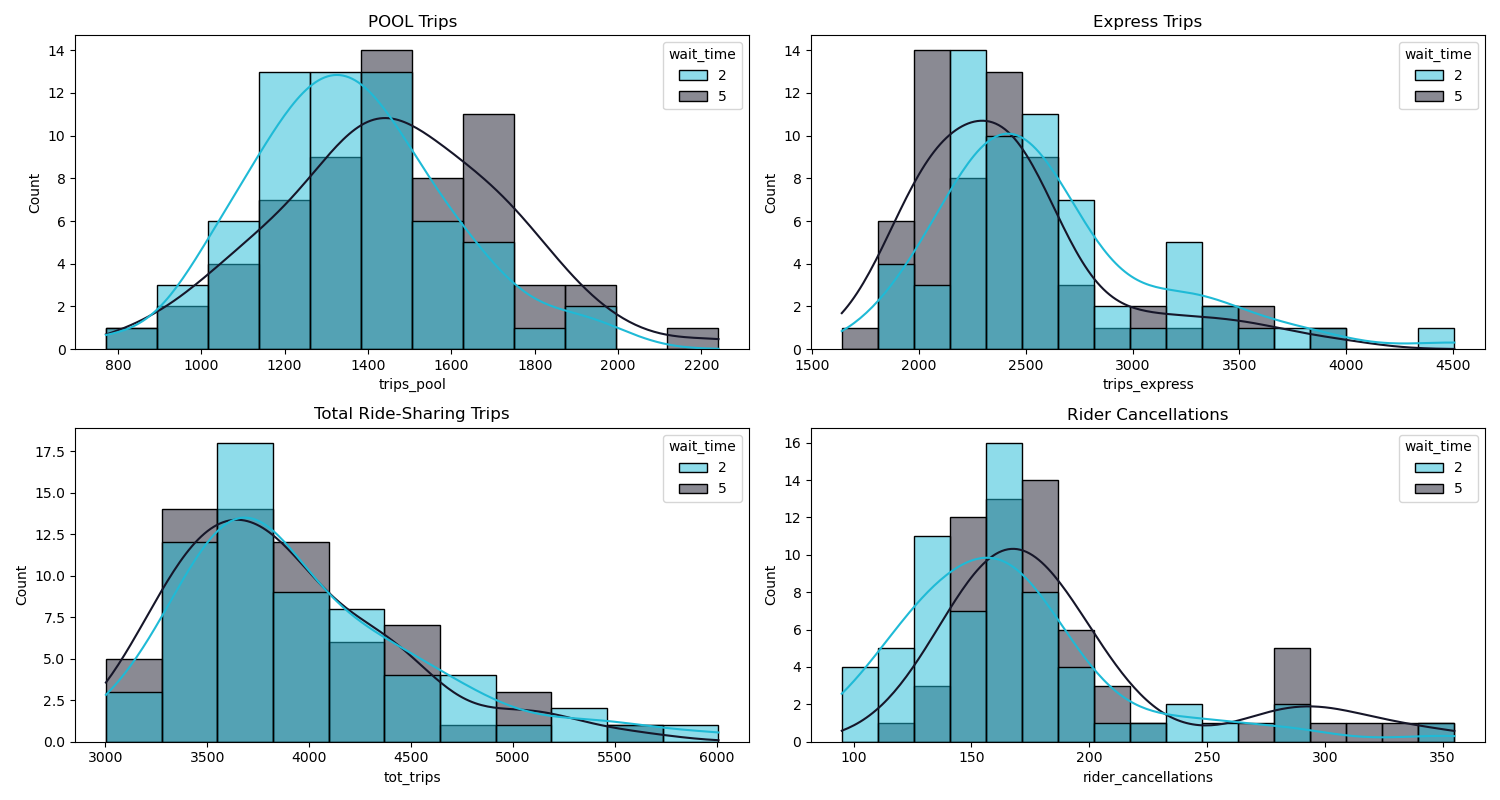 POOL Trips
14
12
10
8
6
4
2
0
Count
800 1000 1200 1400 1600 1800 2000 2200
trips_pool
wait_time
2
5
Express Trips
14
12
10
8
6
4
2
0
Count
1500 2000 2500 3000 3500 4000 4500
trips_express
wait_time
2
5
Total Ride-Sharing Trips
17.5
15.0
12.5
10.0
7.5
5.0
2.5
0.0
Count
3000 3500 4000 4500 5000 5500 6000
tot_trips
wait_time
2
5
Rider Cancellations
16
14
12
10
8
6
4
2
0
Count
100 150 200 250 300 350
rider_cancellations
wait_time
2
5